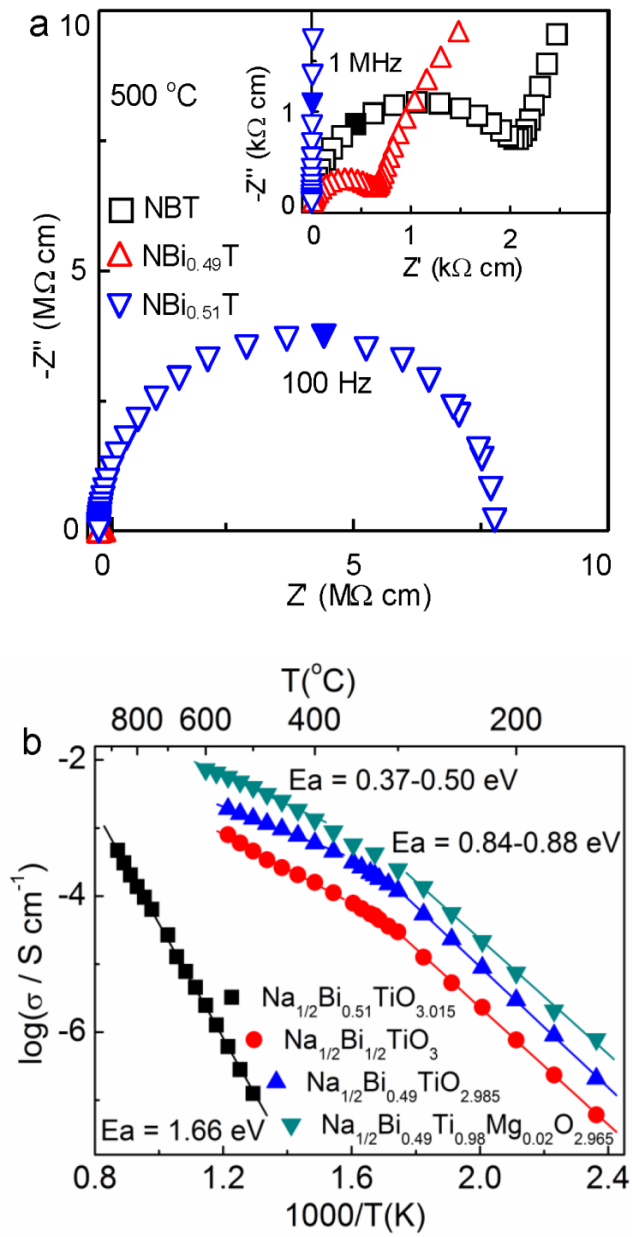 a
10
5
0
-Z'' (MΩ cm)
500 °C
NBT
NBi₀.₄₉T
NBi₀.₅₁T
100 Hz
0 5 10
Z' (MΩ cm)
1 MHz
-Z'' (kΩ cm)
1
0
0 1 2
Z' (kΩ cm)
b
T(°C)
800 600 400 200
-2
-4
-6
log(σ / S cm⁻¹)
Ea = 0.37-0.50 eV
Ea = 0.84-0.88 eV
Na₁/₂Bi₀.₅₁TiO₃.₀₁₅
Na₁/₂Bi₁/₂TiO₃
Na₁/₂Bi₀.₄₉TiO₂.₉₈₅
Na₁/₂Bi₀.₄₉Ti₀.₉₈Mg₀.₀₂O₂.₉₆₅
Ea = 1.66 eV
0.8 1.2 1.6 2.0 2.4
1000/T(K)